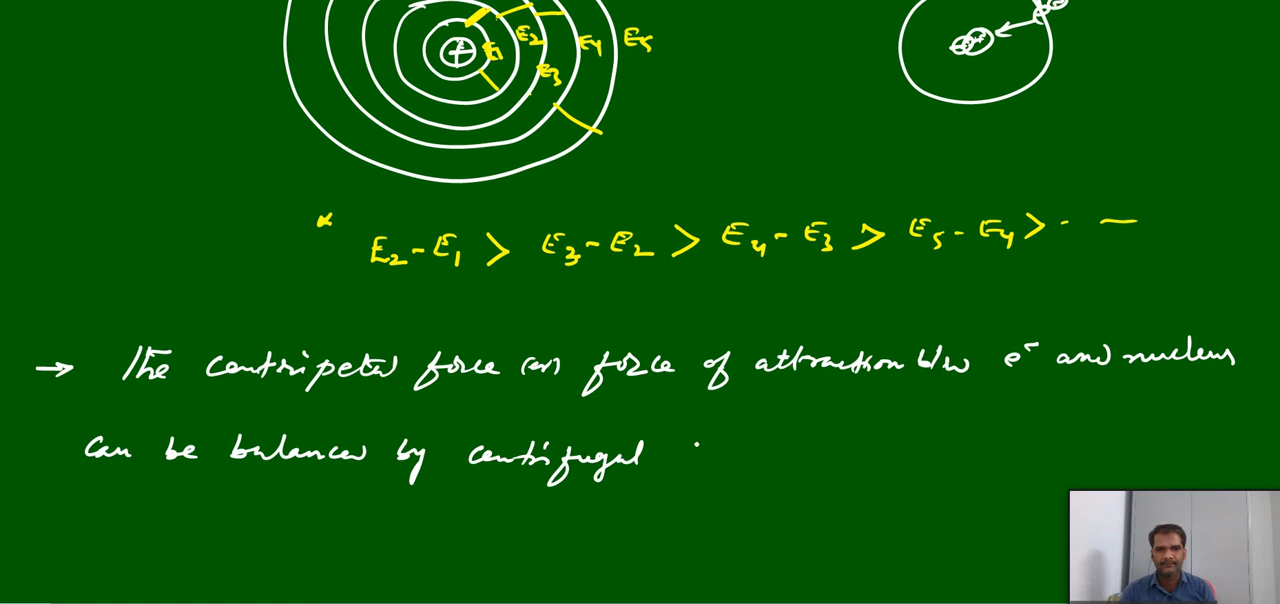 + E1 E2 E3 E4 E5
E2-E1 > E3-E2 > E4-E3 > E5-E4 > . —
→ The centripetal force (or) force of attraction b/w e- and nucleus
can be balanced by centrifugal